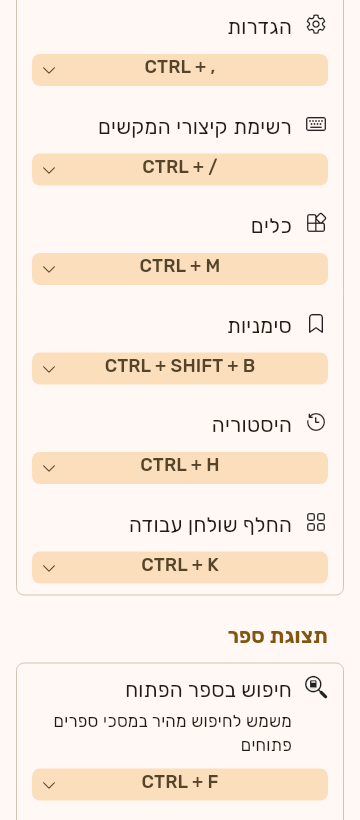 הגדרות
CTRL + ,
רשימת קיצורי המקשים
CTRL + /
כלים
CTRL + M
סימניות
CTRL + SHIFT + B
היסטוריה
CTRL + H
החלף שולחן עבודה
CTRL + K
תצוגת ספר
חיפוש בספר הפתוח
משמש לחיפוש מהיר במסכי ספרים
פתוחים
CTRL + F